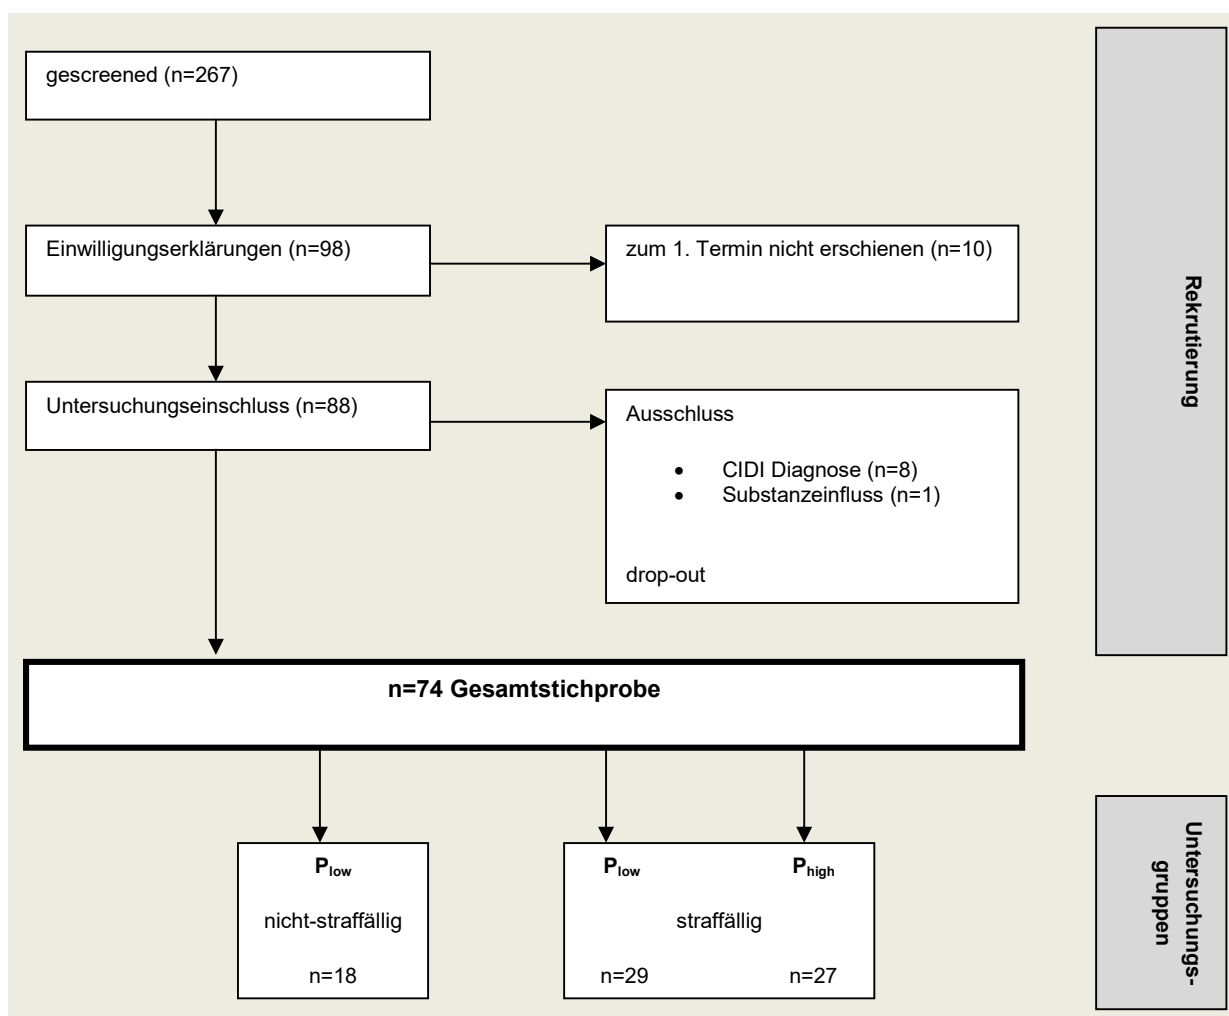 gescreened (n=267)
Einwilligungserklärungen (n=98)
zum 1. Termin nicht erschienen (n=10)
Untersuchungseinschluss (n=88)
Ausschluss
• CIDI Diagnose (n=8)
• Substanzeinfluss (n=1)
drop-out
n=74 Gesamtstichprobe
Plow
nicht-straffällig
n=18
Plow Phigh
straffällig
n=29 n=27
Rekrutierung
Untersuchungs-
gruppen